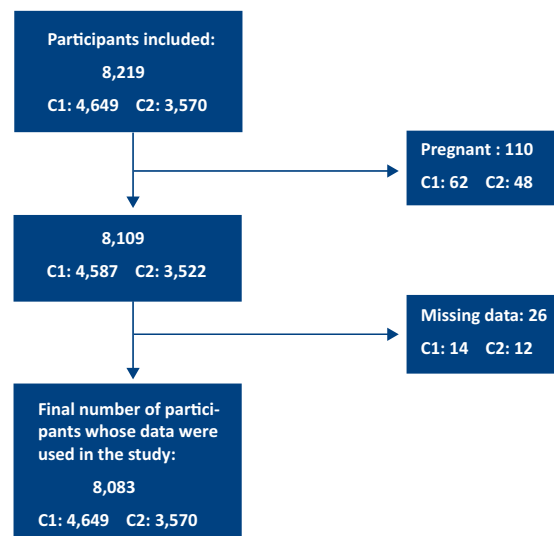 Participants included:
8,219
C1: 4,649 C2: 3,570
Pregnant : 110
C1: 62 C2: 48
8,109
C1: 4,587 C2: 3,522
Missing data: 26
C1: 14 C2: 12
Final number of partici-
pants whose data were
used in the study:
8,083
C1: 4,649 C2: 3,570